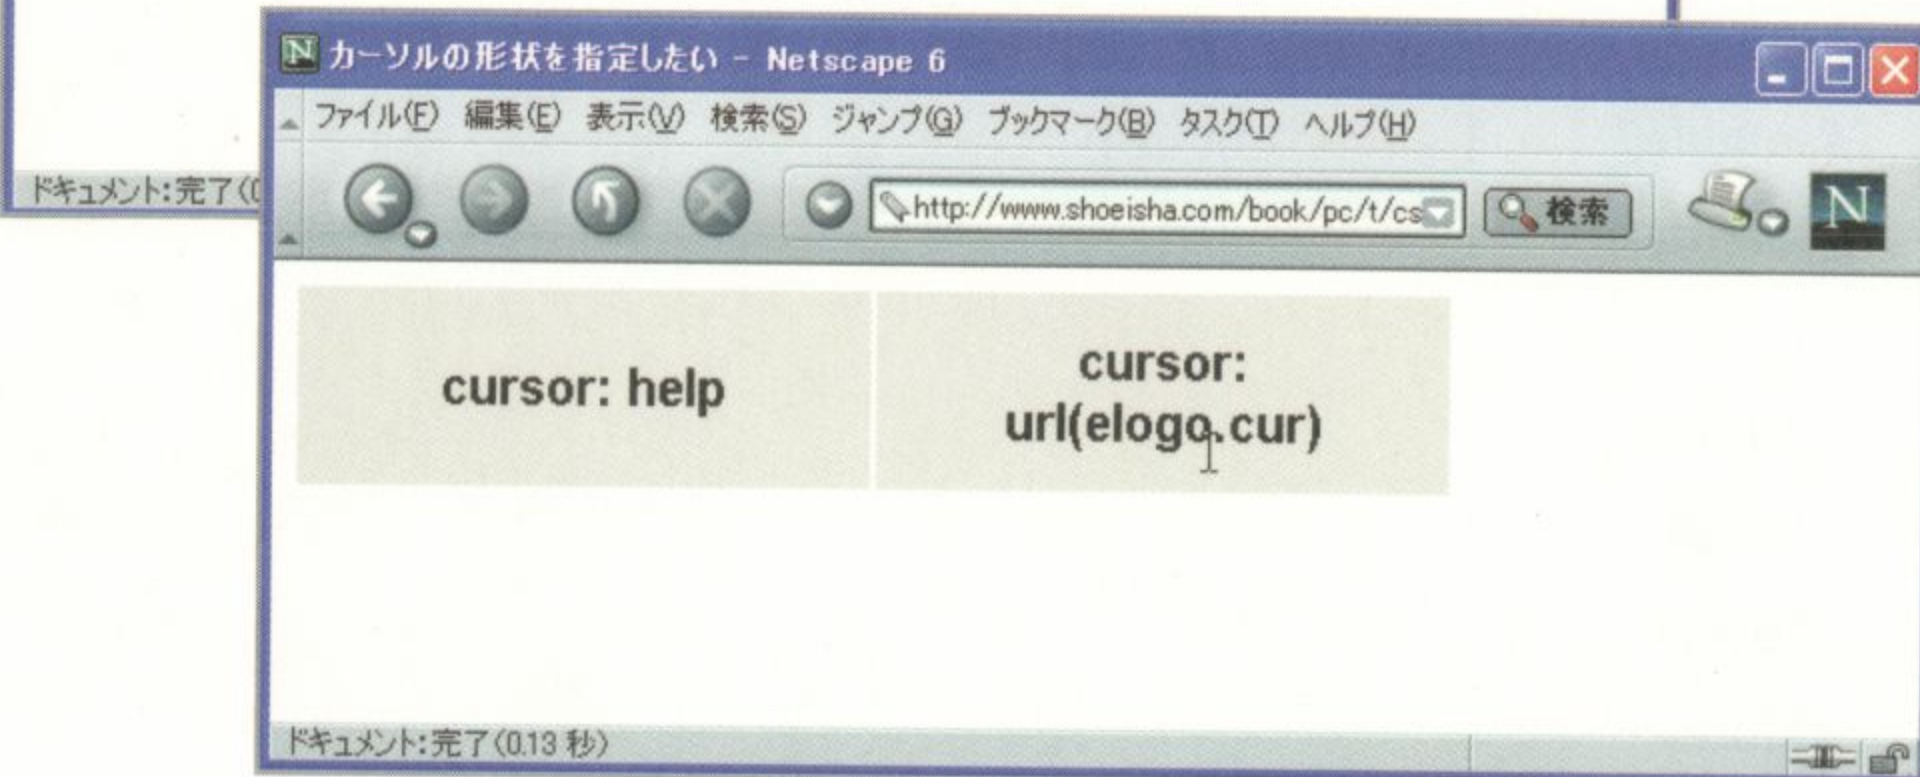 カーソルの形状を指定したい - Netscape 6
ファイル(F) 編集(E) 表示(V) 検索(S) ジャンプ(G) ブックマーク(B) タスク(T) ヘルプ(H)
http://www.shoeisha.com/book/pc/t/cs
検索
N
ドキュメント:完了(0
cursor: help
cursor:
url(elogo.cur)
ドキュメント:完了(0.13 秒)